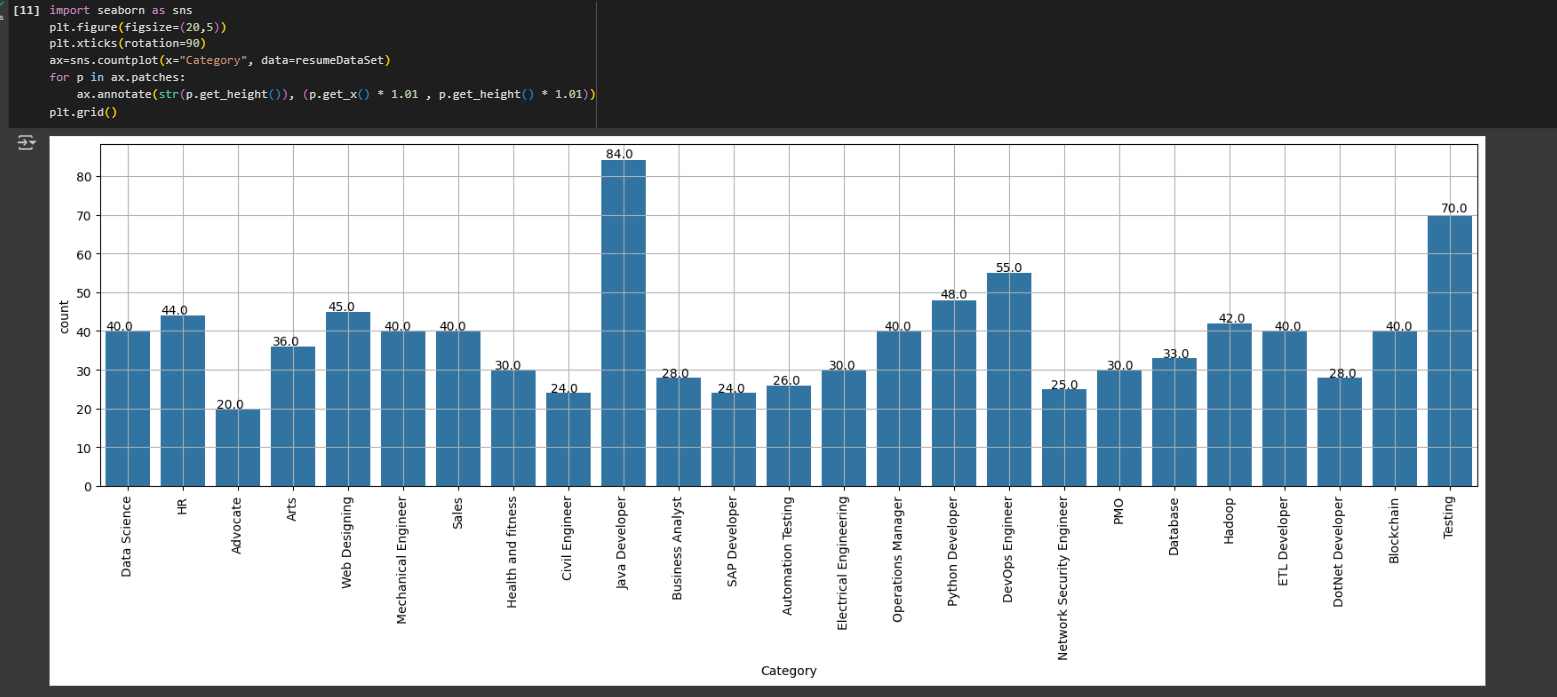 [11] import seaborn as sns
plt.figure(figsize=(20,5))
plt.xticks(rotation=90)
ax=sns.countplot(x="Category", data=resumeDataSet)
for p in ax.patches:
    ax.annotate(str(p.get_height()), (p.get_x() * 1.01 , p.get_height() * 1.01))
plt.grid()
count
80
70
60
50
40
30
20
10
0
40.0
44.0
20.0
36.0
45.0
40.0
40.0
30.0
24.0
84.0
28.0
24.0
26.0
30.0
40.0
48.0
55.0
25.0
30.0
33.0
42.0
40.0
28.0
40.0
70.0
Data Science
HR
Advocate
Arts
Web Designing
Mechanical Engineer
Sales
Health and fitness
Civil Engineer
Java Developer
Business Analyst
SAP Developer
Automation Testing
Electrical Engineering
Operations Manager
Python Developer
DevOps Engineer
Network Security Engineer
PMO
Database
Hadoop
ETL Developer
DotNet Developer
Blockchain
Testing
Category